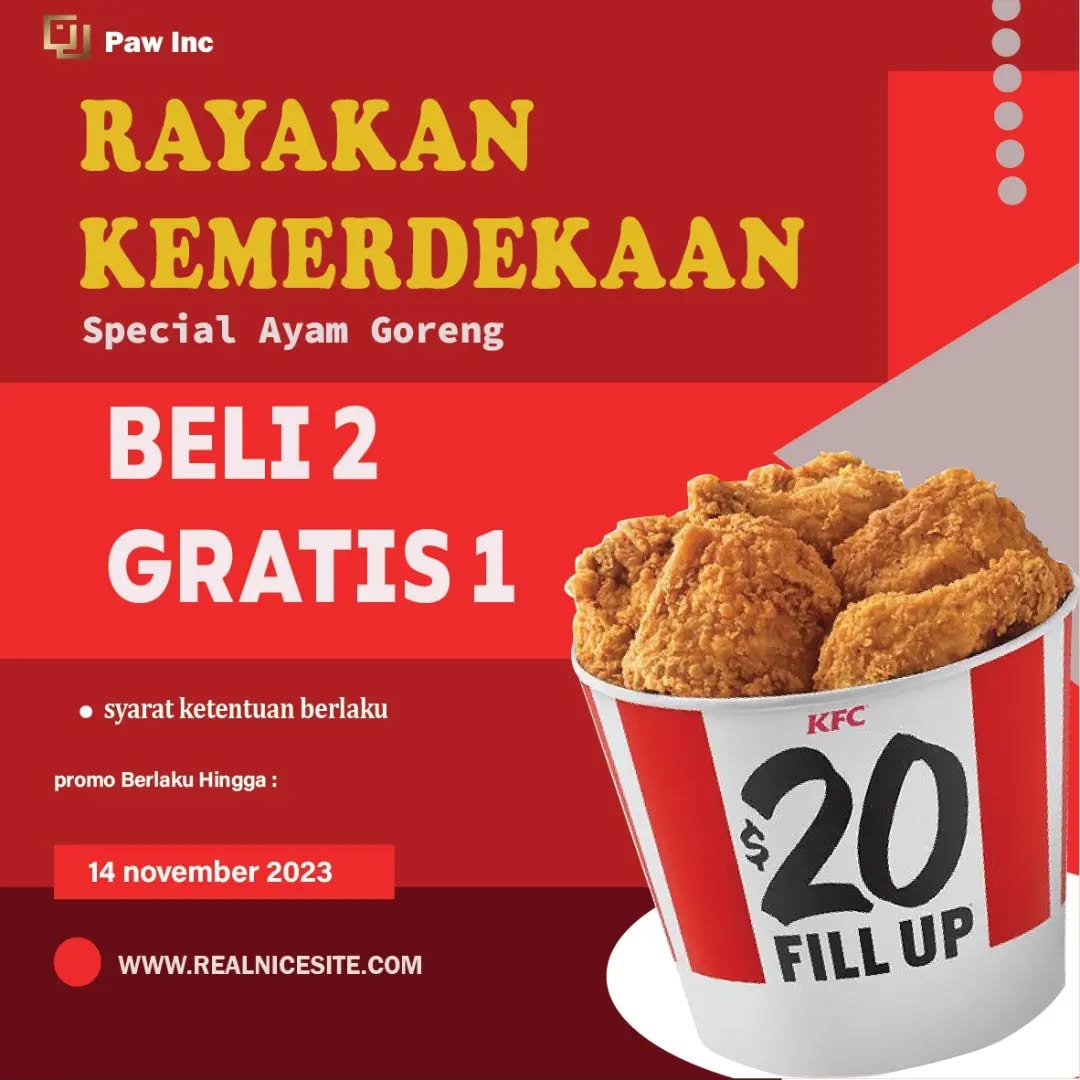 Paw Inc
RAYAKAN
KEMERDEKAAN
Special Ayam Goreng
BELI 2
GRATIS 1
• syarat ketentuan berlaku
promo Berlaku Hingga :
14 november 2023
WWW.REALNICESITE.COM
KFC
$20
FILL UP